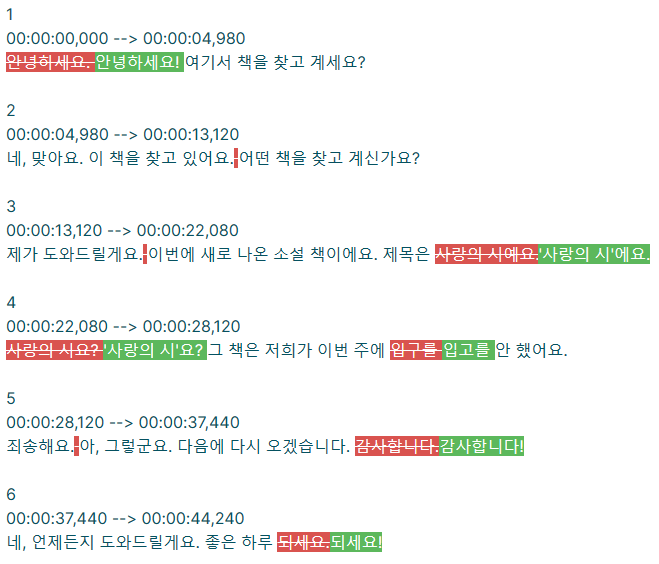 1
00:00:00,000 --> 00:00:04,980
안녕하세요. 안녕하세요! 여기서 책을 찾고 계세요?
2
00:00:04,980 --> 00:00:13,120
네, 맞아요. 이 책을 찾고 있어요. 어떤 책을 찾고 계신가요?
3
00:00:13,120 --> 00:00:22,080
제가 도와드릴게요. 이번에 새로 나온 소설 책이에요. 제목은 사랑의 시예요.'사랑의 시'에요.
4
00:00:22,080 --> 00:00:28,120
사랑의 시요? '사랑의 시'요? 그 책은 저희가 이번 주에 입구를 입고를 안 했어요.
5
00:00:28,120 --> 00:00:37,440
죄송해요. 아, 그렇군요. 다음에 다시 오겠습니다. 감사합니다.감사합니다!
6
00:00:37,440 --> 00:00:44,240
네, 언제든지 도와드릴게요. 좋은 하루 되세요.되세요!